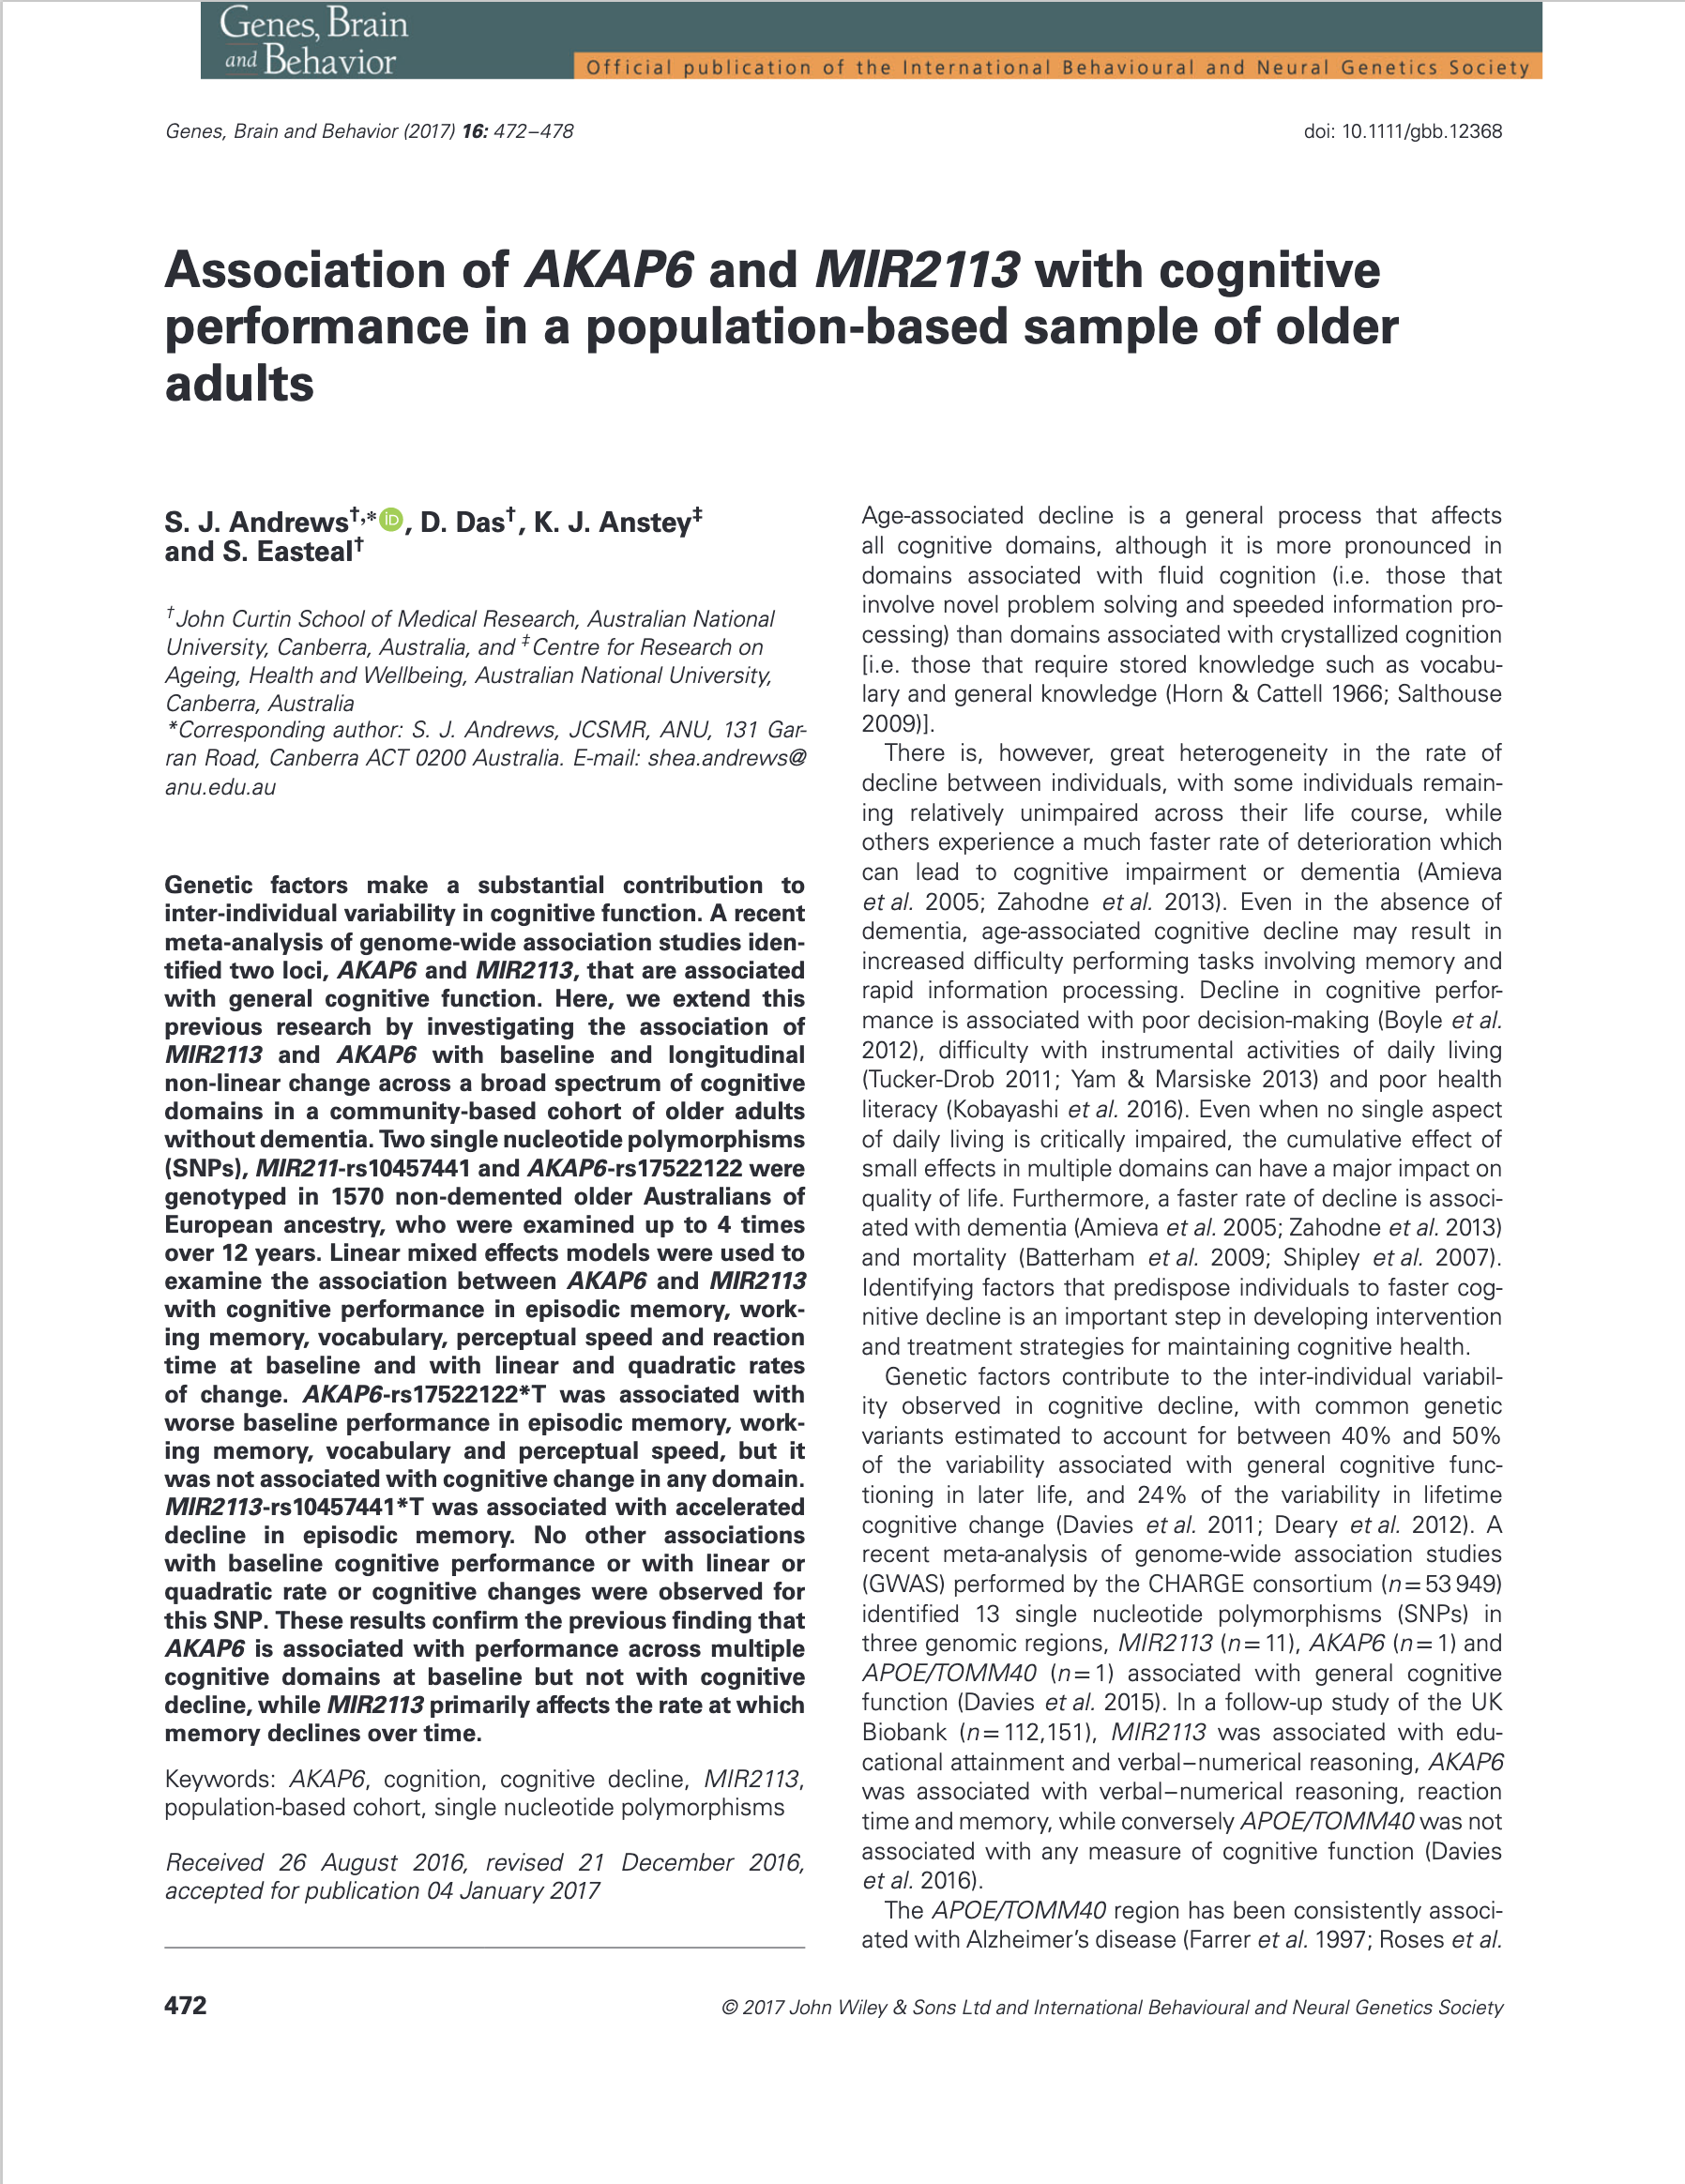 Genes, Brain
and Behavior
Official publication of the International Behavioural and Neural Genetics Society
Genes, Brain and Behavior (2017) 16: 472–478
doi: 10.1111/gbb.12368
Association of AKAP6 and MIR2113 with cognitive
performance in a population-based sample of older
adults
S. J. Andrews†,* iD, D. Das†, K. J. Anstey‡
and S. Easteal†
†John Curtin School of Medical Research, Australian National
University, Canberra, Australia, and ‡Centre for Research on
Ageing, Health and Wellbeing, Australian National University,
Canberra, Australia
*Corresponding author: S. J. Andrews, JCSMR, ANU, 131 Gar-
ran Road, Canberra ACT 0200 Australia. E-mail: shea.andrews@
anu.edu.au
Genetic factors make a substantial contribution to
inter-individual variability in cognitive function. A recent
meta-analysis of genome-wide association studies iden-
tified two loci, AKAP6 and MIR2113, that are associated
with general cognitive function. Here, we extend this
previous research by investigating the association of
MIR2113 and AKAP6 with baseline and longitudinal
non-linear change across a broad spectrum of cognitive
domains in a community-based cohort of older adults
without dementia. Two single nucleotide polymorphisms
(SNPs), MIR211-rs10457441 and AKAP6-rs17522122 were
genotyped in 1570 non-demented older Australians of
European ancestry, who were examined up to 4 times
over 12 years. Linear mixed effects models were used to
examine the association between AKAP6 and MIR2113
with cognitive performance in episodic memory, work-
ing memory, vocabulary, perceptual speed and reaction
time at baseline and with linear and quadratic rates
of change. AKAP6-rs17522122*T was associated with
worse baseline performance in episodic memory, work-
ing memory, vocabulary and perceptual speed, but it
was not associated with cognitive change in any domain.
MIR2113-rs10457441*T was associated with accelerated
decline in episodic memory. No other associations
with baseline cognitive performance or with linear or
quadratic rate or cognitive changes were observed for
this SNP. These results confirm the previous finding that
AKAP6 is associated with performance across multiple
cognitive domains at baseline but not with cognitive
decline, while MIR2113 primarily affects the rate at which
memory declines over time.
Keywords: AKAP6, cognition, cognitive decline, MIR2113,
population-based cohort, single nucleotide polymorphisms
Received 26 August 2016, revised 21 December 2016,
accepted for publication 04 January 2017
Age-associated decline is a general process that affects
all cognitive domains, although it is more pronounced in
domains associated with fluid cognition (i.e. those that
involve novel problem solving and speeded information pro-
cessing) than domains associated with crystallized cognition
[i.e. those that require stored knowledge such as vocabu-
lary and general knowledge (Horn & Cattell 1966; Salthouse
2009)].
There is, however, great heterogeneity in the rate of
decline between individuals, with some individuals remain-
ing relatively unimpaired across their life course, while
others experience a much faster rate of deterioration which
can lead to cognitive impairment or dementia (Amieva
et al. 2005; Zahodne et al. 2013). Even in the absence of
dementia, age-associated cognitive decline may result in
increased difficulty performing tasks involving memory and
rapid information processing. Decline in cognitive perfor-
mance is associated with poor decision-making (Boyle et al.
2012), difficulty with instrumental activities of daily living
(Tucker-Drob 2011; Yam & Marsiske 2013) and poor health
literacy (Kobayashi et al. 2016). Even when no single aspect
of daily living is critically impaired, the cumulative effect of
small effects in multiple domains can have a major impact on
quality of life. Furthermore, a faster rate of decline is associ-
ated with dementia (Amieva et al. 2005; Zahodne et al. 2013)
and mortality (Batterham et al. 2009; Shipley et al. 2007).
Identifying factors that predispose individuals to faster cog-
nitive decline is an important step in developing intervention
and treatment strategies for maintaining cognitive health.
Genetic factors contribute to the inter-individual variabil-
ity observed in cognitive decline, with common genetic
variants estimated to account for between 40% and 50%
of the variability associated with general cognitive func-
tioning in later life, and 24% of the variability in lifetime
cognitive change (Davies et al. 2011; Deary et al. 2012). A
recent meta-analysis of genome-wide association studies
(GWAS) performed by the CHARGE consortium (n = 53 949)
identified 13 single nucleotide polymorphisms (SNPs) in
three genomic regions, MIR2113 (n = 11), AKAP6 (n = 1) and
APOE/TOMM40 (n = 1) associated with general cognitive
function (Davies et al. 2015). In a follow-up study of the UK
Biobank (n = 112,151), MIR2113 was associated with edu-
cational attainment and verbal–numerical reasoning, AKAP6
was associated with verbal–numerical reasoning, reaction
time and memory, while conversely APOE/TOMM40 was not
associated with any measure of cognitive function (Davies
et al. 2016).
The APOE/TOMM40 region has been consistently associ-
ated with Alzheimer's disease (Farrer et al. 1997; Roses et al.
472
© 2017 John Wiley & Sons Ltd and International Behavioural and Neural Genetics Society